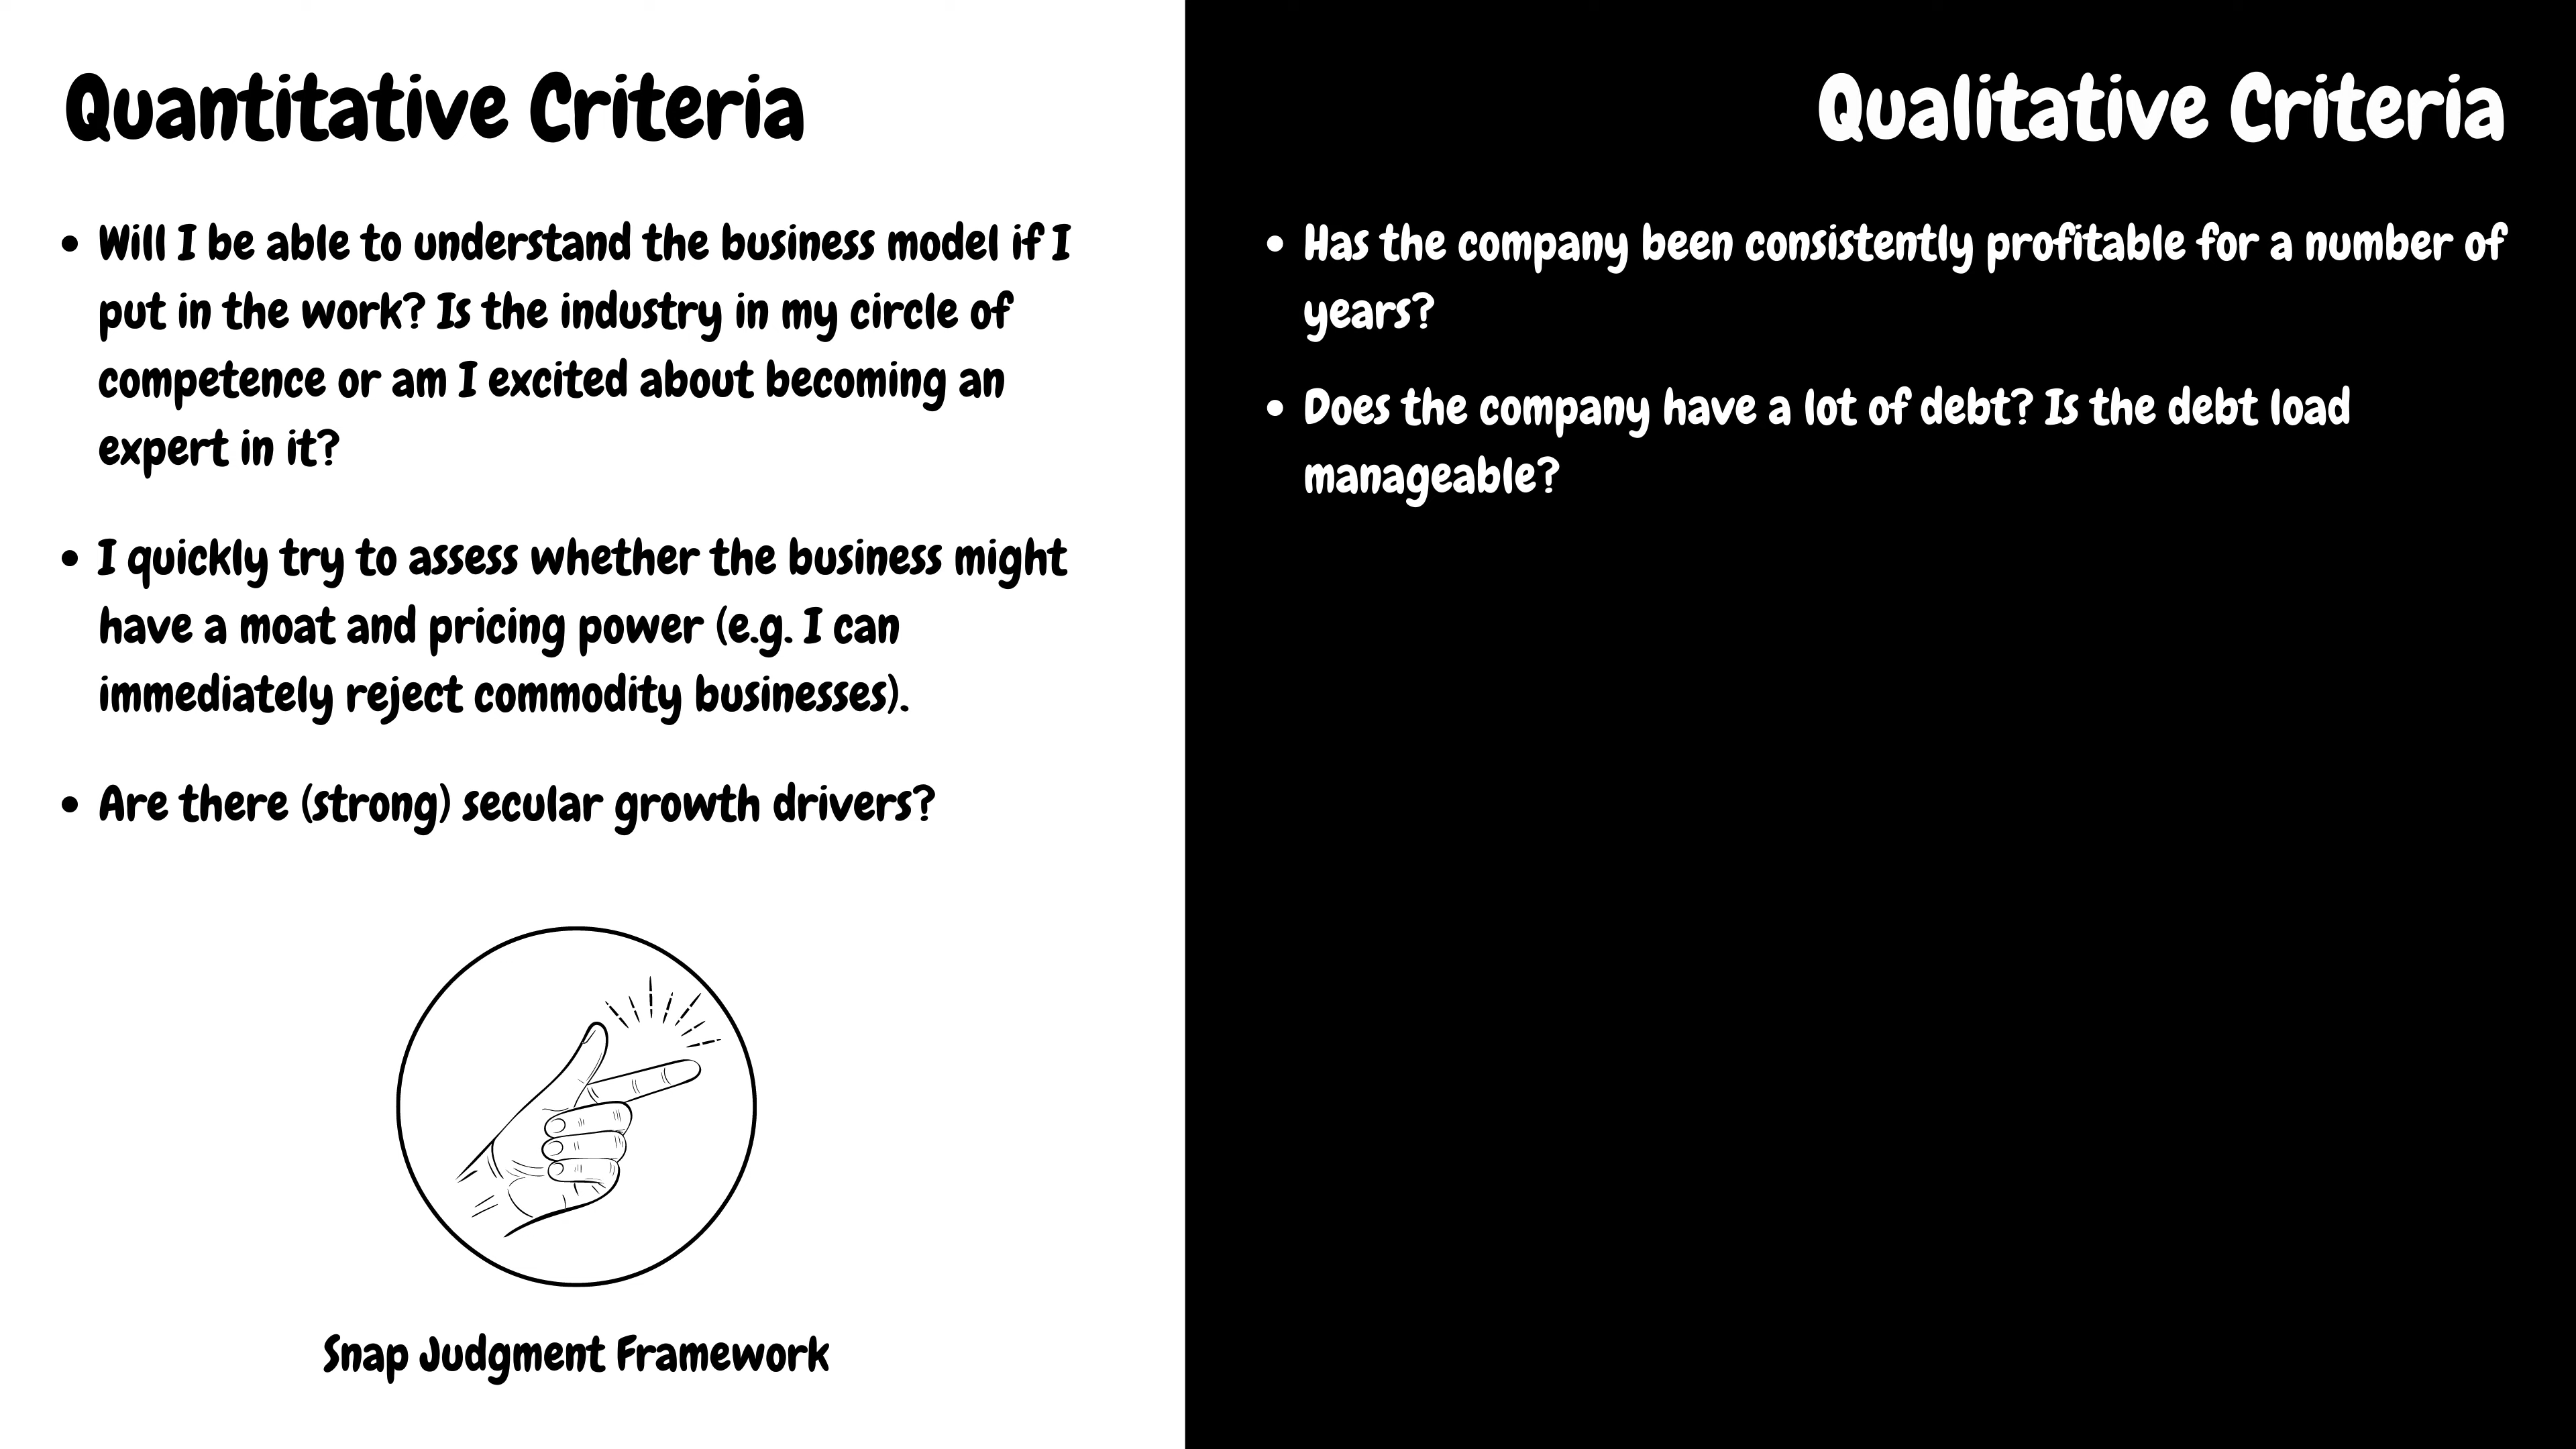 Quantitative Criteria
• Will I be able to understand the business model if I
put in the work? Is the industry in my circle of
competence or am I excited about becoming an
expert in it?
• I quickly try to assess whether the business might
have a moat and pricing power (e.g. I can
immediately reject commodity businesses).
• Are there (strong) secular growth drivers?
Snap Judgment Framework
Qualitative Criteria
• Has the company been consistently profitable for a number of
years?
• Does the company have a lot of debt? Is the debt load
manageable?